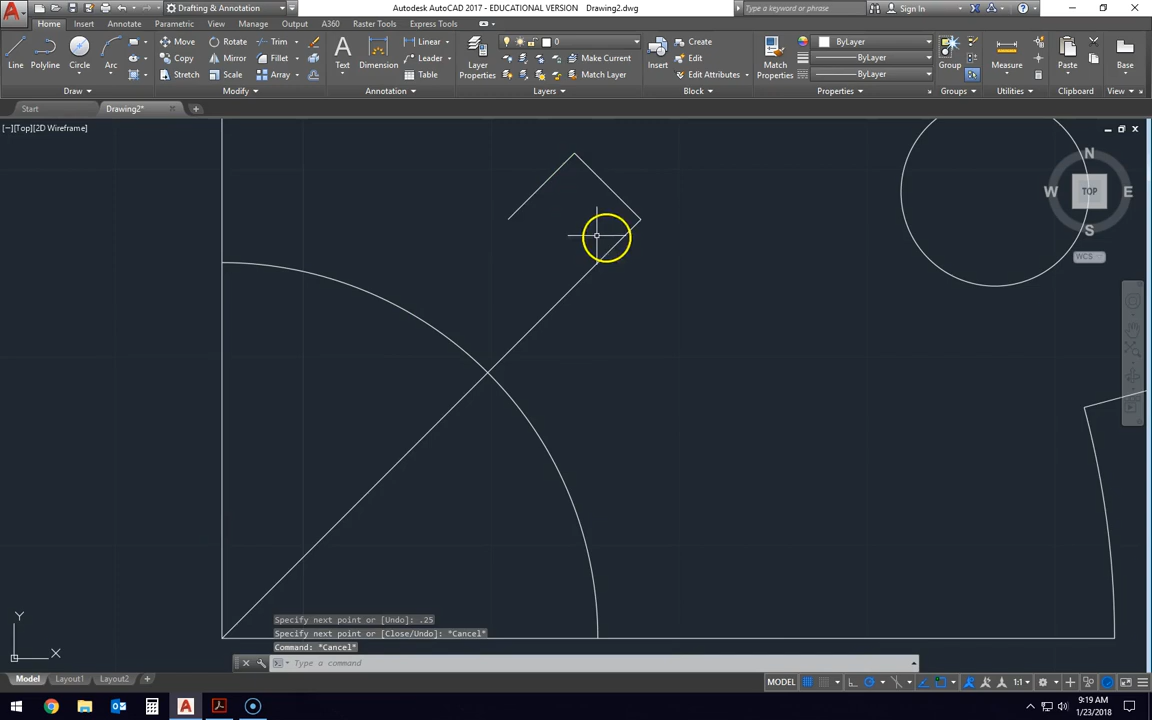 Drafting & Annotation
Autodesk AutoCAD 2017 - EDUCATIONAL VERSION Drawing2.dwg
Type a keyword or phrase
Sign In
Home Insert Annotate Parametric View Manage Output A360 Raster Tools Express Tools
Line Polyline Circle Arc
Move Rotate Trim
Copy Mirror Fillet
Stretch Scale Array
Text Dimension
Linear
Leader
Table
Layer Properties
0
Make Current
Match Layer
Insert
Create
Edit
Edit Attributes
Match Properties
ByLayer
ByLayer
ByLayer
Group
Measure
Paste
Base
Draw Modify Annotation Layers Block Properties Groups Utilities Clipboard View
Start Drawing2*
[−][Top][2D Wireframe]
N
W TOP E
S
WCS
Y
X
Specify next point or [Undo]: .25
Specify next point or [Close/Undo]: *Cancel*
Command: *Cancel*
Type a command
Model Layout1 Layout2
MODEL
1:1
9:19 AM
1/23/2018